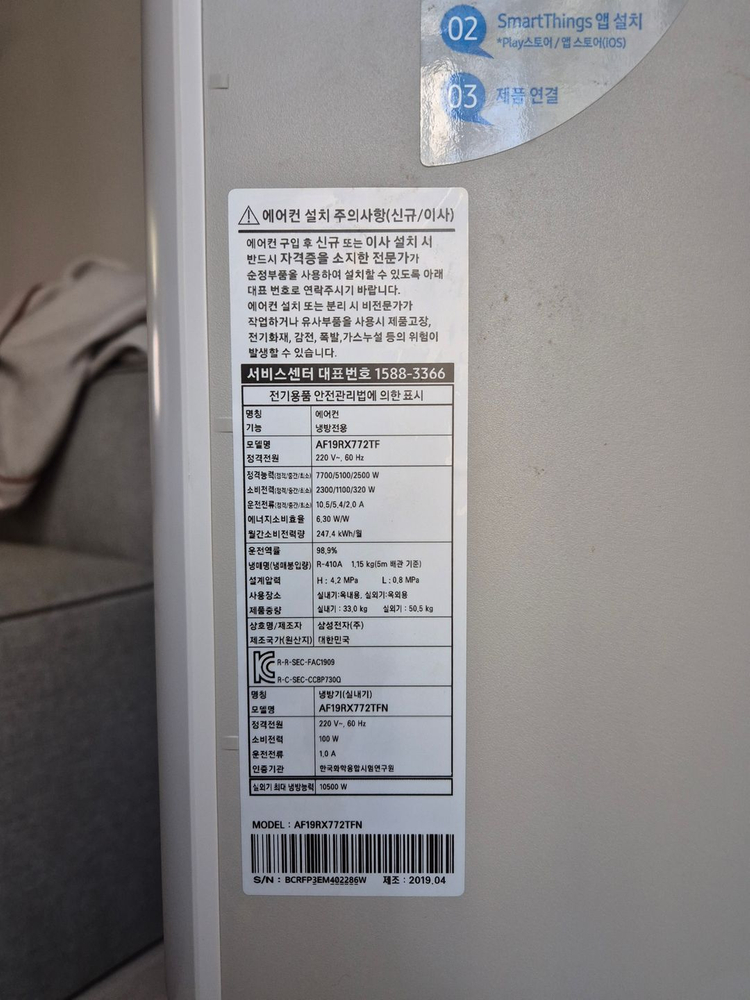 02 SmartThings 앱 설치
*Play스토어 / 앱 스토어(iOS)
03 제품 연결
에어컨 설치 주의사항(신규/이사)
에어컨 구입 후 신규 또는 이사 설치 시
반드시 자격증을 소지한 전문가가
순정부품을 사용하여 설치할 수 있도록 아래
대표 번호로 연락주시기 바랍니다.
에어컨 설치 또는 분리 시 비전문가가
작업하거나 유사부품을 사용시 제품고장,
전기화재, 감전, 폭발,가스누설 등의 위험이
발생할 수 있습니다.
서비스센터 대표번호 1588-3366
전기용품 안전관리법에 의한 표시
명칭 에어컨
기능 냉방전용
모델명 AF19RX772TF
정격전원 220 V~, 60 Hz
정격능력(정격/중간/최소) 7700/5100/2500 W
소비전력(정격/중간/최소) 2300/1100/320 W
운전전류(정격/중간/최소) 10.5/5.4/2.0 A
에너지소비효율 6.30 W/W
월간소비전력량 247.4 kWh/월
운전역률 98.9%
냉매명(냉매봉입량) R-410A 1.15 kg(5m 배관 기준)
설계압력 H : 4.2 MPa L : 0.8 MPa
사용장소 실내기:옥내용, 실외기:옥외용
제품중량 실내기 : 33.0 kg 실외기 : 50.5 kg
상호명/제조자 삼성전자(주)
제조국가(원산지) 대한민국
R-R-SEC-FAC1909
R-C-SEC-CCBP730Q
명칭 냉방기(실내기)
모델명 AF19RX772TFN
정격전원 220 V~, 60 Hz
소비전력 100 W
운전전류 1.0 A
인증기관 한국화학융합시험연구원
실외기 최대 냉방능력 10500 W
MODEL : AF19RX772TFN
S/N : BCRFP3EM402286W 제조 : 2019.04